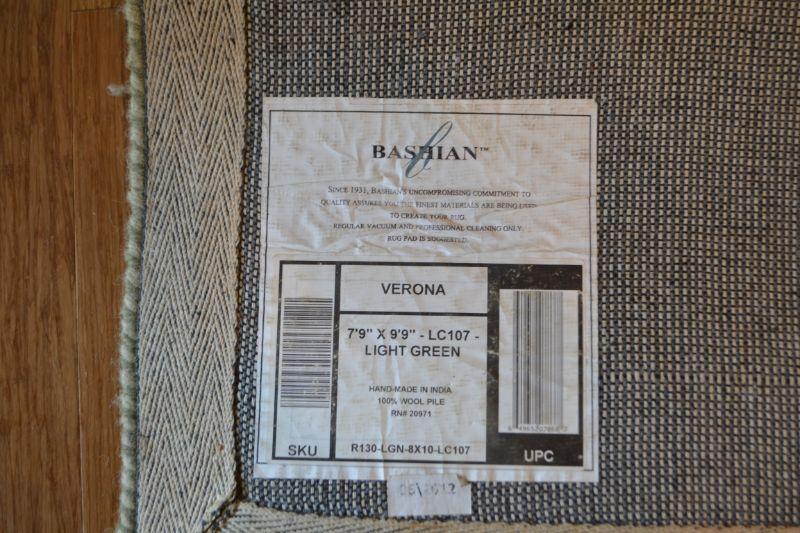 BASHIAN™
SINCE 1931, BASHIAN'S UNCOMPROMISING COMMITMENT TO
QUALITY ASSURES YOU THE FINEST MATERIALS ARE BEING USED
TO CREATE YOUR RUG.
REGULAR VACUUM AND PROFESSIONAL CLEANING ONLY.
RUG PAD IS SUGGESTED.
VERONA
7'9" X 9'9" - LC107 -
LIGHT GREEN
HAND-MADE IN INDIA
100% WOOL PILE
RN# 20971
R130-LGN-8X10-LC107
SKU
UPC